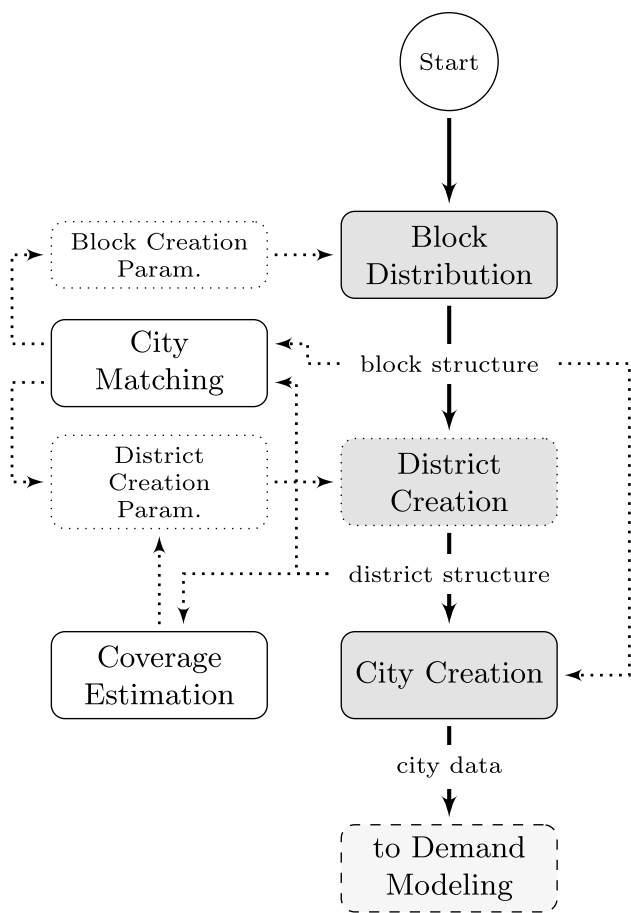 Start
Block Creation
Param.
Block
Distribution
City
Matching
block structure
District
Creation
Param.
District
Creation
district structure
Coverage
Estimation
City Creation
city data
to Demand
Modeling